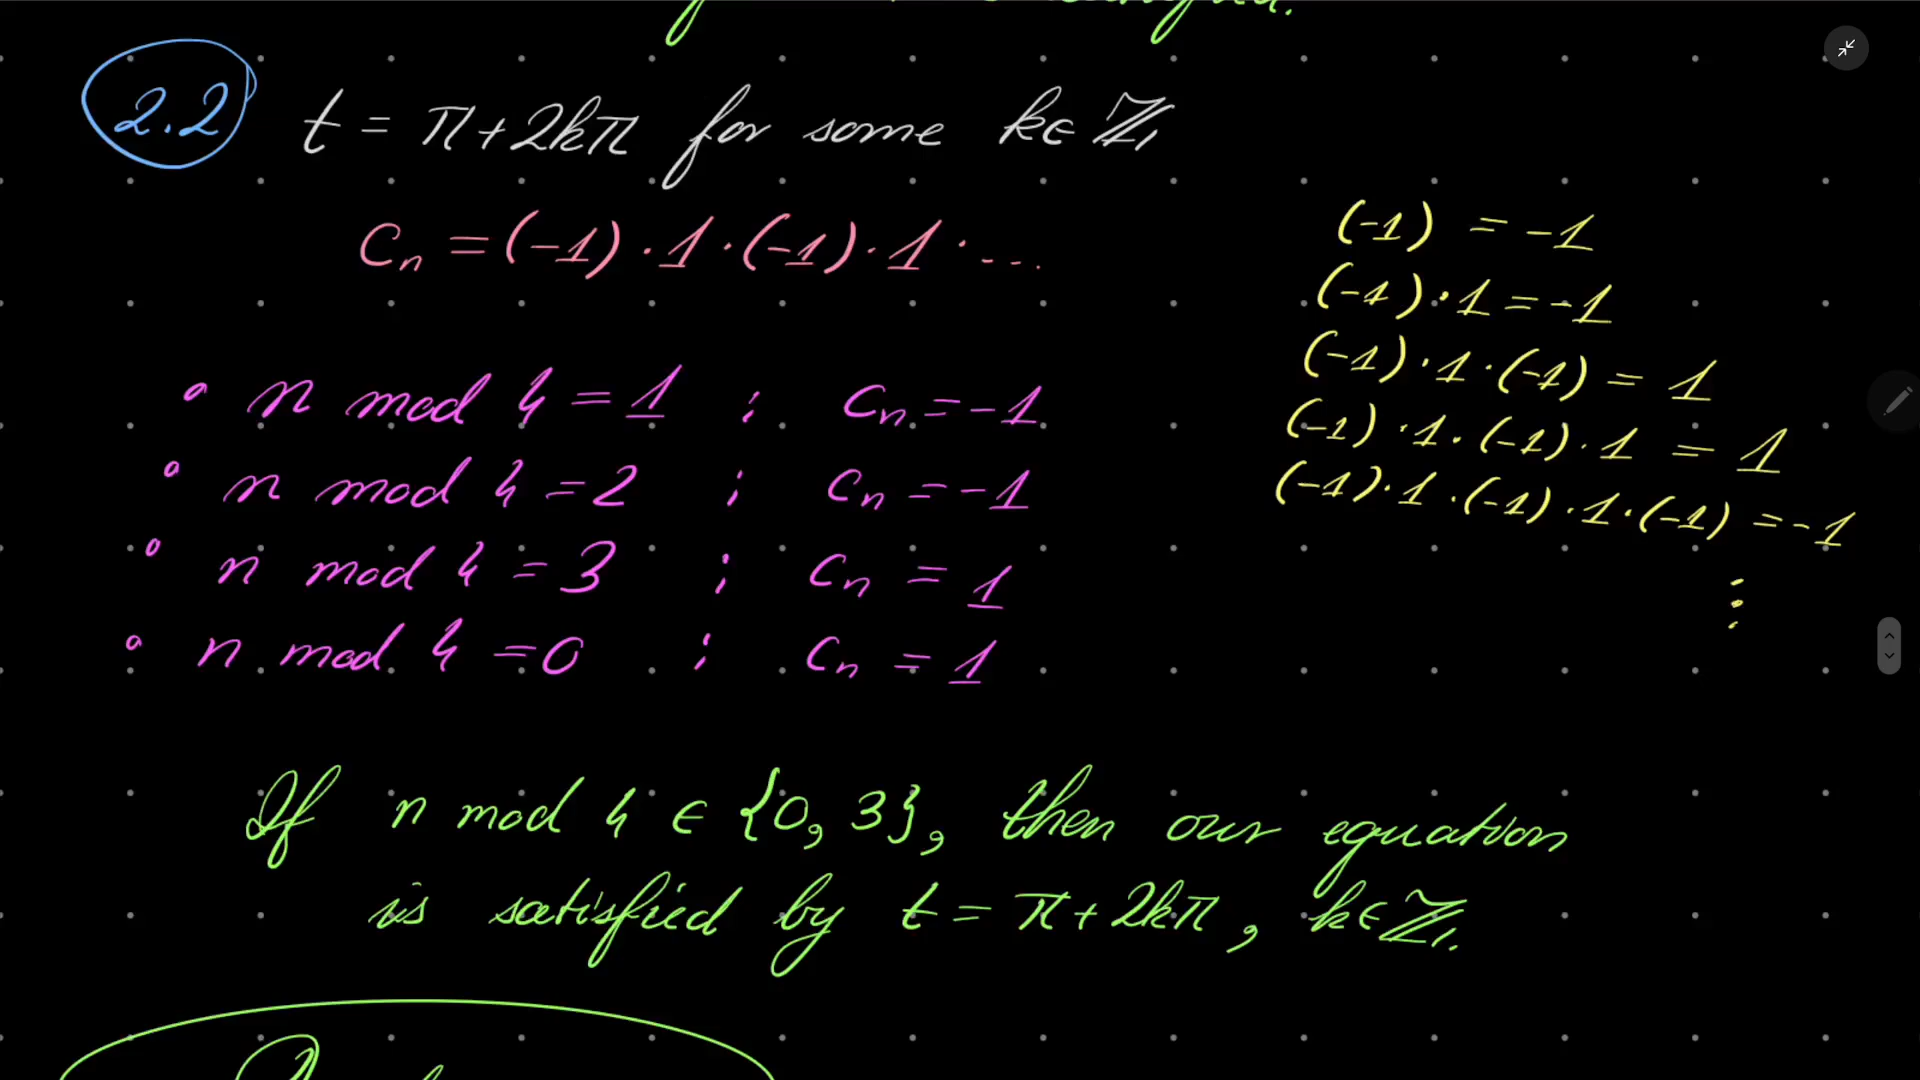 2.2 t = π+2kπ for some k∈ℤ
Cn = (-1)·1·(-1)·1·...
(-1) = -1
(-1)·1 = -1
(-1)·1·(-1) = 1
(-1)·1·(-1)·1 = 1
(-1)·1·(-1)·1·(-1) = -1
⋮
° n mod 4 = 1 ; Cn = -1
° n mod 4 = 2 ; Cn = -1
° n mod 4 = 3 ; Cn = 1
° n mod 4 = 0 ; Cn = 1
If n mod 4 ∈ {0, 3}, then our equation
is satisfied by t = π+2kπ, k∈ℤ.